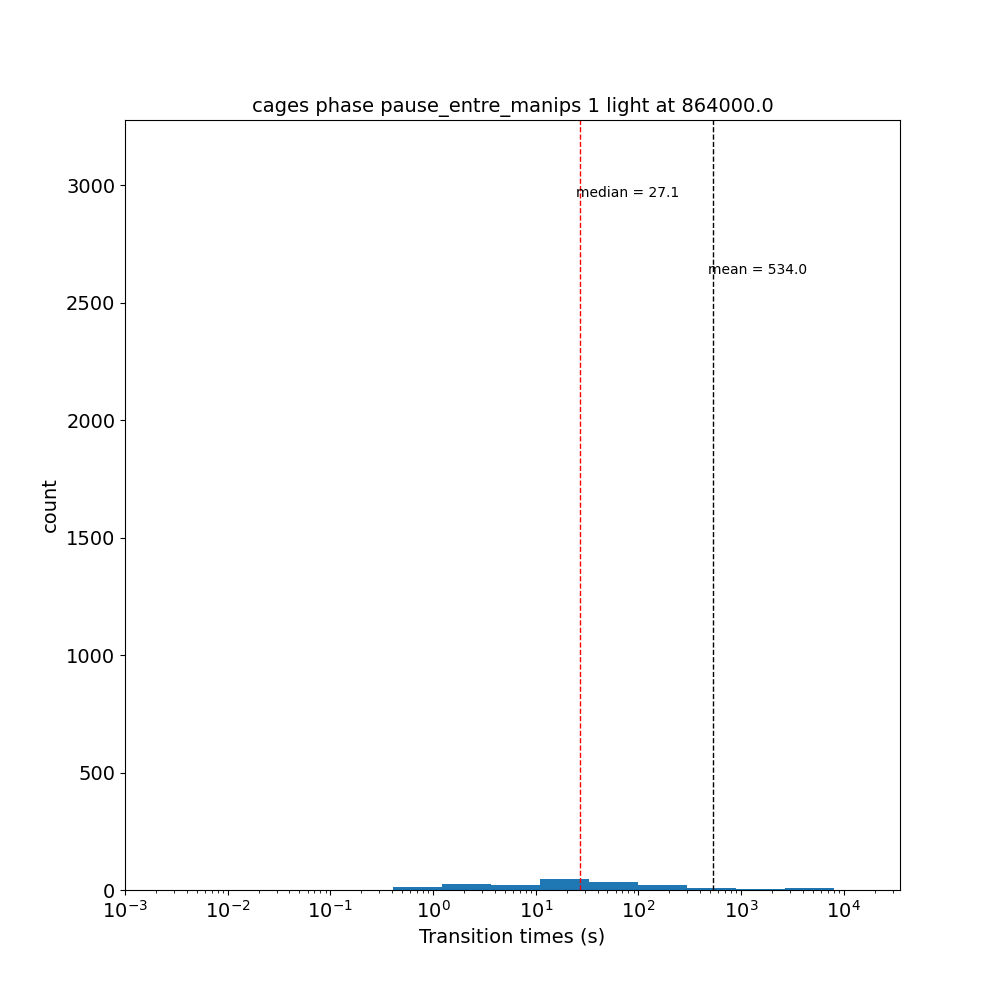 cages phase pause_entre_manips 1 light at 864000.0
3000
median = 27.1
mean = 534.0
2500
2000
count
1500
1000
500
0
10⁻³ 10⁻² 10⁻¹ 10⁰ 10¹ 10² 10³ 10⁴
Transition times (s)